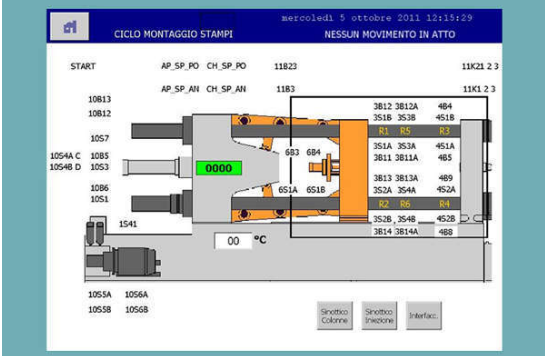 mercoledì 5 ottobre 2011 12:15:29
CICLO MONTAGGIO STAMPI NESSUN MOVIMENTO IN ATTO
START AP_SP_PO CH_SP_PO 11B23 11K21 2 3
AP_SP_AN CH_SP_AN 11B3 11K1 2 3
10B13 3B12 3B12A 4B4
10B12 3S1B 3S3B 4S1B
R1 R5 R3
10S7 3S1A 3S3A 4S1A
10S4A C 10B5 6B3 6B4 3B11 3B11A 4B5
10S4B D 10S3 0000
3B13 3B13A 4B9
10B6 6S1A 6S1B 3S2A 3S4A 4S2A
10S1 R2 R6 R4
1S41 3S2B 3S4B 4S2B
3B14 3B14A 4B8
00 °C
10S5A 10S6A
10S5B 10S6B
Sinottico Colonne
Sinottico Iniezione
Interfacc.